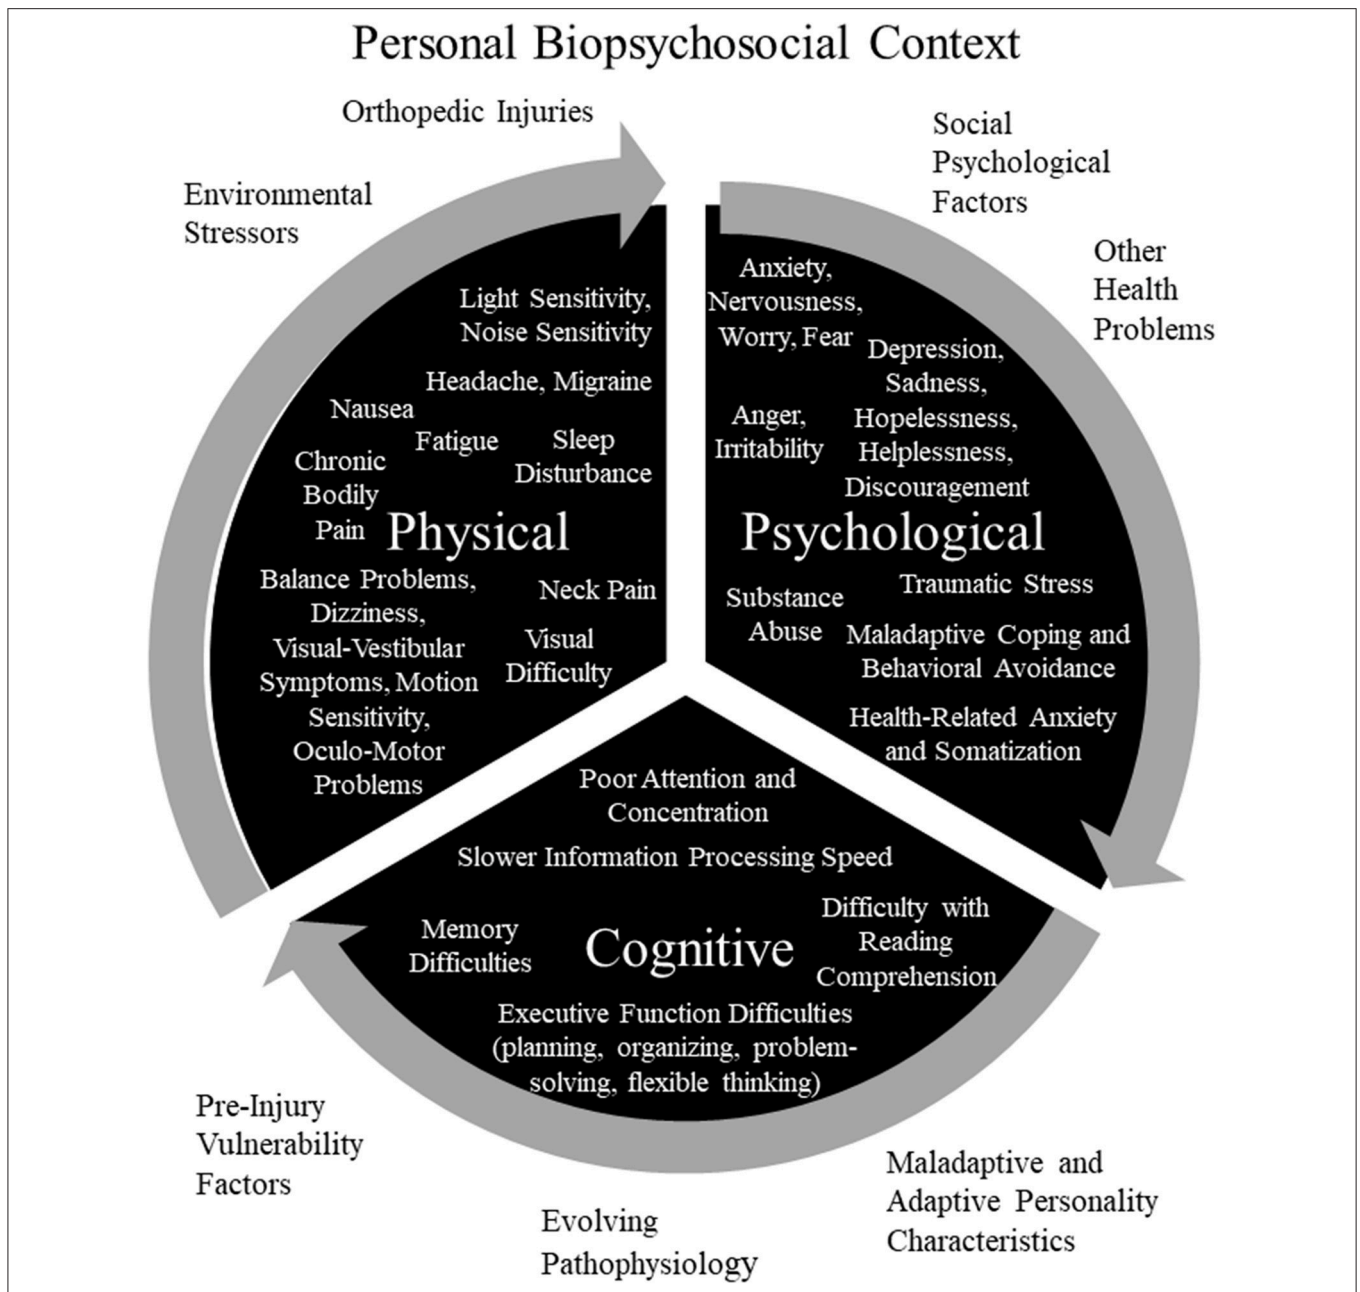 Personal Biopsychosocial Context
Orthopedic Injuries
Environmental
Stressors
Social
Psychological
Factors
Other
Health
Problems
Light Sensitivity,
Noise Sensitivity
Headache, Migraine
Nausea
Fatigue
Sleep
Disturbance
Chronic
Bodily
Pain
Physical
Balance Problems,
Dizziness,
Visual-Vestibular
Symptoms, Motion
Sensitivity,
Oculo-Motor
Problems
Neck Pain
Visual
Difficulty
Anxiety,
Nervousness,
Worry, Fear
Depression,
Sadness,
Hopelessness,
Helplessness,
Discouragement
Anger,
Irritability
Psychological
Traumatic Stress
Substance
Abuse
Maladaptive Coping and
Behavioral Avoidance
Health-Related Anxiety
and Somatization
Poor Attention and
Concentration
Slower Information Processing Speed
Memory
Difficulties
Cognitive
Difficulty with
Reading
Comprehension
Executive Function Difficulties
(planning, organizing, problem-
solving, flexible thinking)
Pre-Injury
Vulnerability
Factors
Evolving
Pathophysiology
Maladaptive and
Adaptive Personality
Characteristics